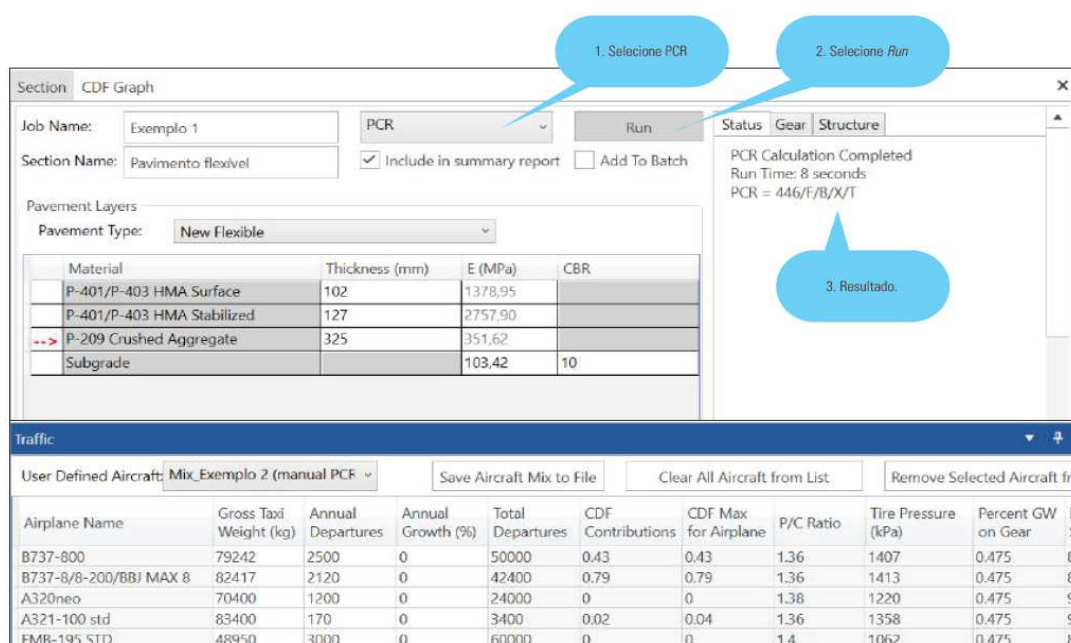 1. Selecione PCR
2. Selecione Run
Section CDF Graph
Job Name: Exemplo 1 PCR Run
Section Name: Pavimento flexível Include in summary report Add To Batch
Status Gear Structure
PCR Calculation Completed
Run Time: 8 seconds
PCR = 446/F/B/X/T
3. Resultado.
Pavement Layers
Pavement Type: New Flexible
Material Thickness (mm) E (MPa) CBR
P-401/P-403 HMA Surface 102 1378,95
P-401/P-403 HMA Stabilized 127 2757,90
--> P-209 Crushed Aggregate 325 351,62
Subgrade 103,42 10
Traffic
User Defined Aircraft: Mix_Exemplo 2 (manual PCR Save Aircraft Mix to File Clear All Aircraft from List Remove Selected Aircraft
Airplane Name Gross Taxi Weight (kg) Annual Departures Annual Growth (%) Total Departures CDF Contributions CDF Max for Airplane P/C Ratio Tire Pressure (kPa) Percent GW on Gear
B737-800 79242 2500 0 50000 0.43 0.43 1.36 1407 0.475
B737-8/8-200/BBJ MAX 8 82417 2120 0 42400 0.79 0.79 1.36 1413 0.475
A320neo 70400 1200 0 24000 0 0 1.38 1220 0.475
A321-100 std 83400 170 0 3400 0.02 0.04 1.36 1358 0.475
EMB-195 STD 48950 3000 0 60000 0 0 1.4 1062 0.475